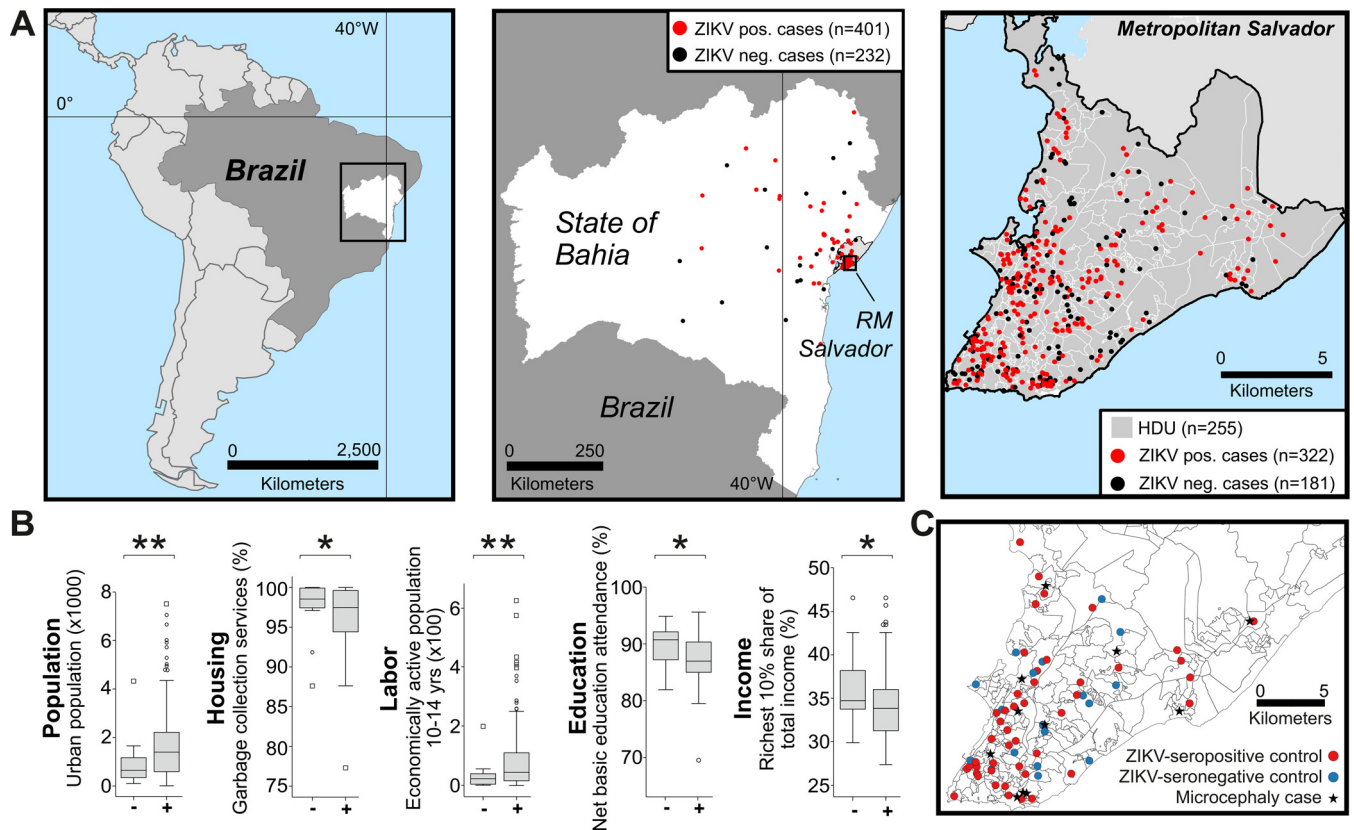 A
40°W
0°
Brazil
0 2,500
Kilometers
ZIKV pos. cases (n=401)
ZIKV neg. cases (n=232)
State of
Bahia
RM
Salvador
Brazil
0 250
Kilometers
40°W
Metropolitan Salvador
0 5
Kilometers
HDU (n=255)
ZIKV pos. cases (n=322)
ZIKV neg. cases (n=181)
B
Population
Urban population (x1000)
**
8
6
4
2
0
- +
Housing
Garbage collection services (%)
*
100
95
90
85
80
75
- +
Labor
Economically active population
10-14 yrs (x100)
**
6
4
2
0
- +
Education
Net basic education attendance (%)
*
100
90
80
70
- +
Income
Richest 10% share of
total income (%)
*
50
45
40
35
30
25
- +
C
0 5
Kilometers
ZIKV-seropositive control
ZIKV-seronegative control
Microcephaly case